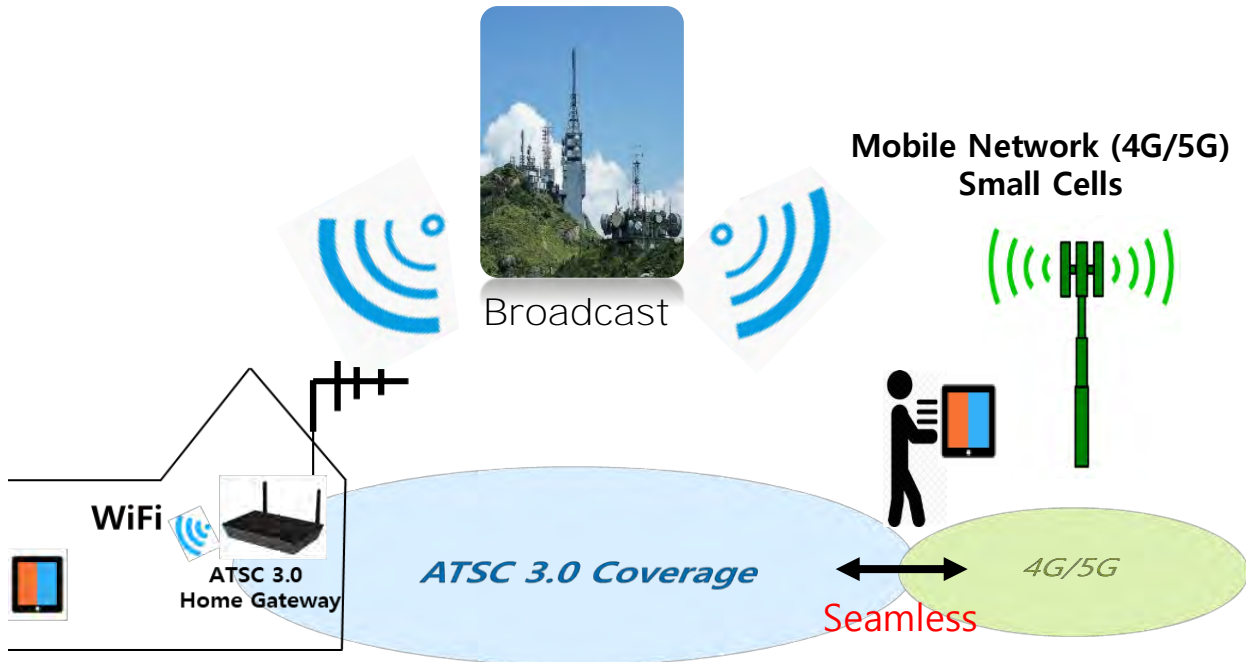 Mobile Network (4G/5G)
Small Cells
Broadcast
WiFi
ATSC 3.0
Home Gateway
ATSC 3.0 Coverage
4G/5G
Seamless